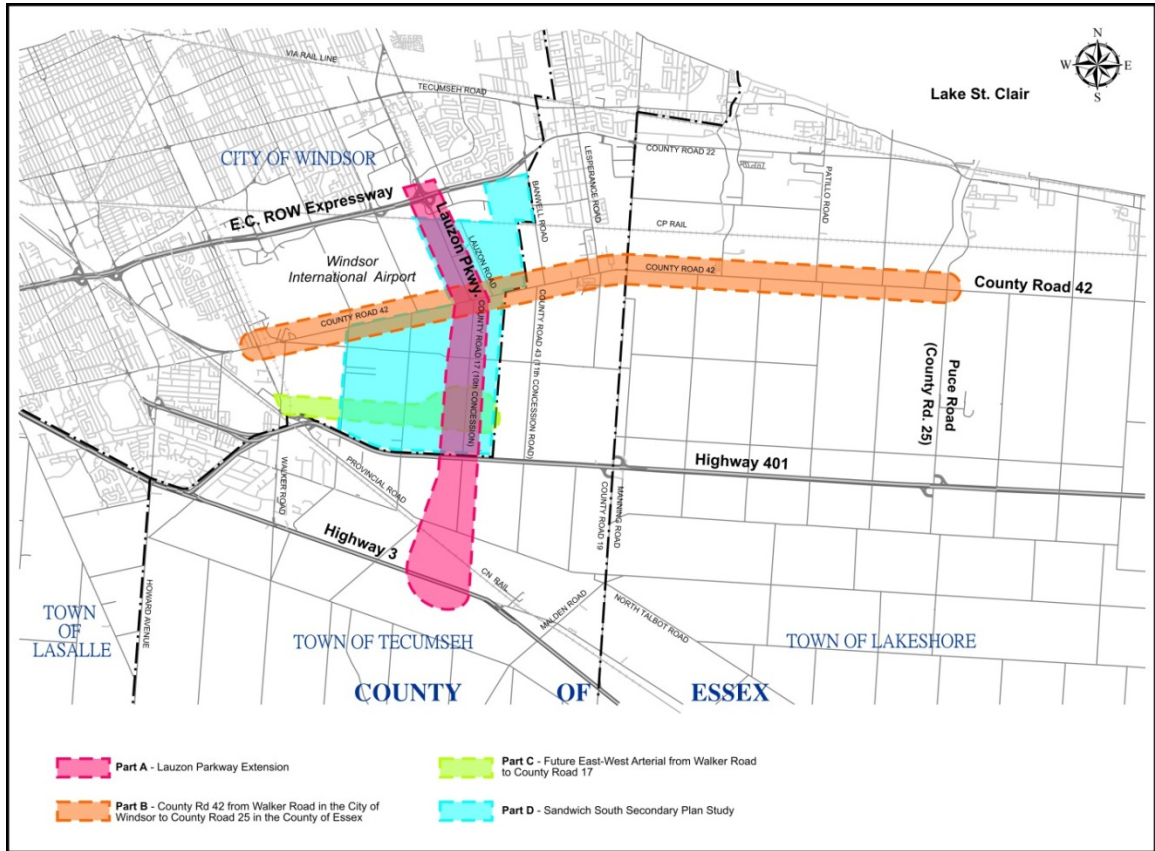 N
W
E
S
Lake St. Clair
VIA RAIL LINE
TECUMSEH ROAD
CITY OF WINDSOR
COUNTY ROAD 22
LESPERANCE ROAD
BANWELL ROAD
PATILLO ROAD
E.C. ROW Expressway
CP RAIL
Lauzon Pkwy.
LAUZON ROAD
Windsor
International Airport
COUNTY ROAD 42
COUNTY ROAD 42
County Road 42
COUNTY ROAD 17 (10th CONCESSION)
COUNTY ROAD 43 (11th CONCESSION ROAD)
Puce Road
(County Rd. 25)
Highway 401
WALKER ROAD
PROVINCIAL ROAD
MANNING ROAD
COUNTY ROAD 19
Highway 3
CN RAIL
MALDEN ROAD
NORTH TALBOT ROAD
HOWARD AVENUE
TOWN
OF
LASALLE
TOWN OF TECUMSEH
TOWN OF LAKESHORE
COUNTY OF ESSEX
Part A - Lauzon Parkway Extension
Part B - County Rd 42 from Walker Road in the City of
Windsor to County Road 25 in the County of Essex
Part C - Future East-West Arterial from Walker Road
to County Road 17
Part D - Sandwich South Secondary Plan Study